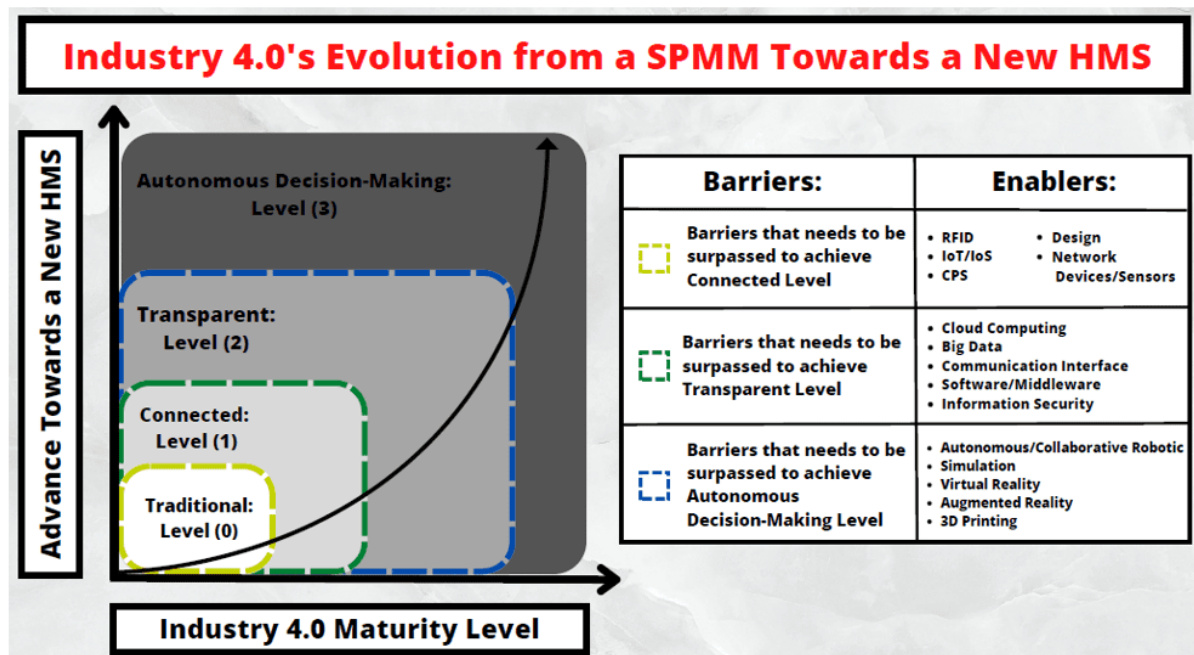 Industry 4.0's Evolution from a SPMM Towards a New HMS
Advance Towards a New HMS
Autonomous Decision-Making:
Level (3)
Transparent:
Level (2)
Connected:
Level (1)
Traditional:
Level (0)
Industry 4.0 Maturity Level
Barriers:
Enablers:
Barriers that needs to be
surpassed to achieve
Connected Level
• RFID
• IoT/IoS
• CPS
• Design
• Network
Devices/Sensors
Barriers that needs to be
surpassed to achieve
Transparent Level
• Cloud Computing
• Big Data
• Communication Interface
• Software/Middleware
• Information Security
Barriers that needs to be
surpassed to achieve
Autonomous
Decision-Making Level
• Autonomous/Collaborative Robotic
• Simulation
• Virtual Reality
• Augmented Reality
• 3D Printing